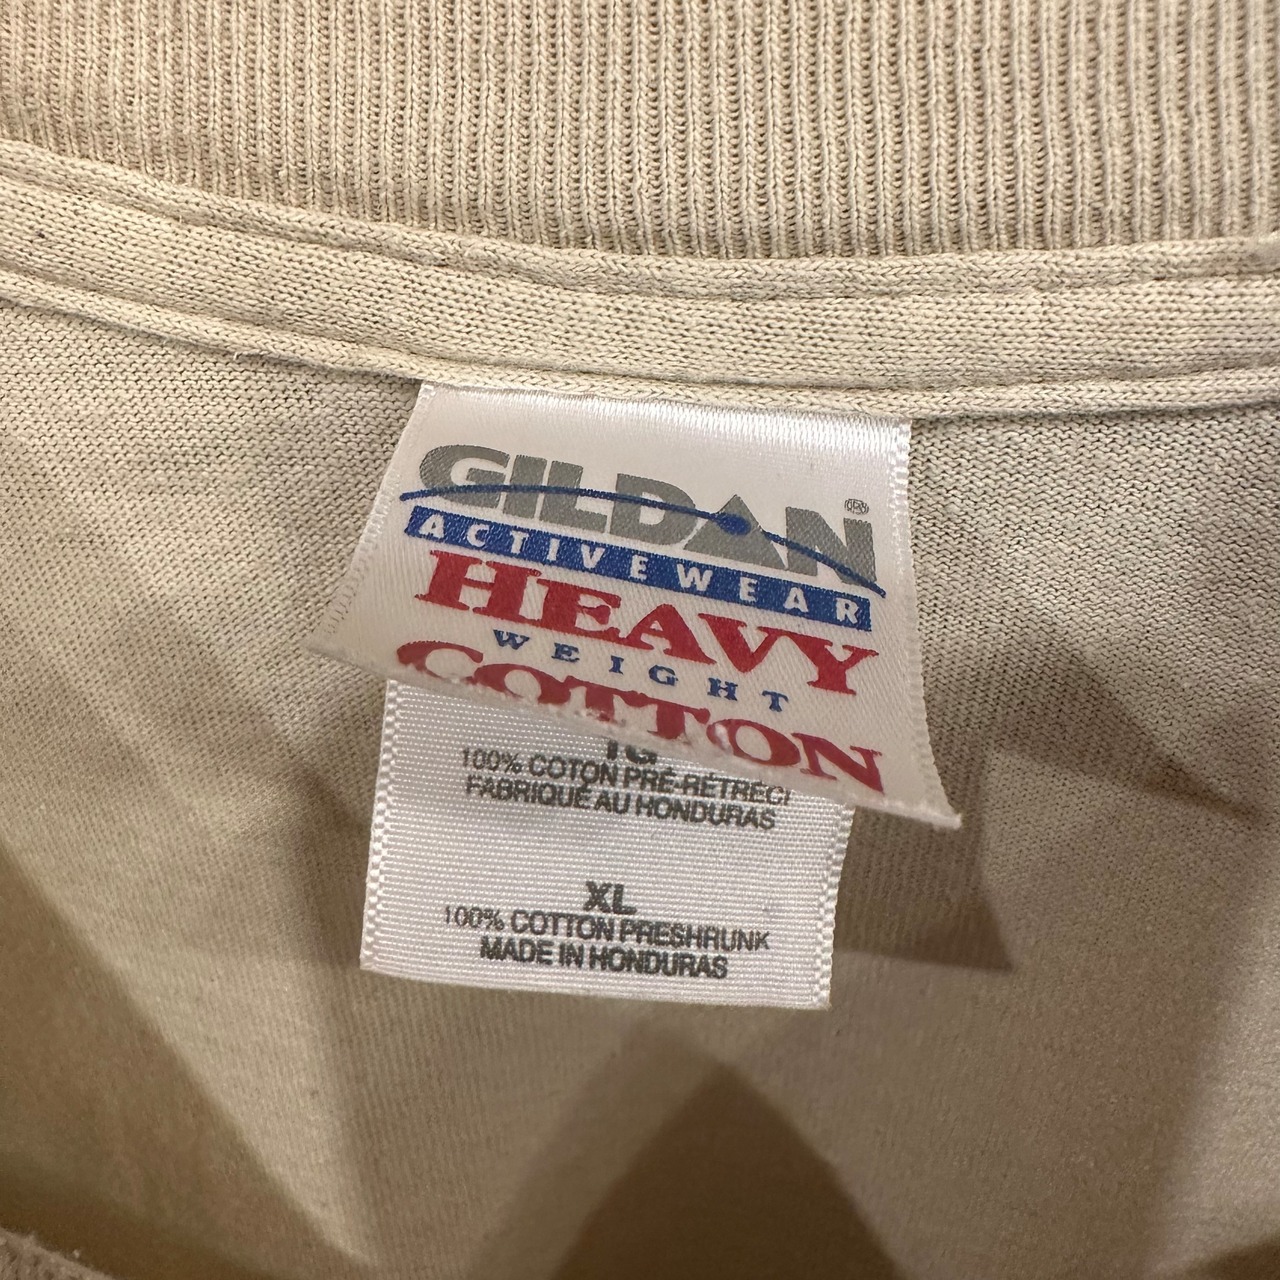 GILDAN®
ACTIVEWEAR
HEAVY
WEIGHT
COTTON
TG
100% COTON PRÉ-RÉTRÉCI
FABRIQUÉ AU HONDURAS
XL
100% COTTON PRESHRUNK
MADE IN HONDURAS